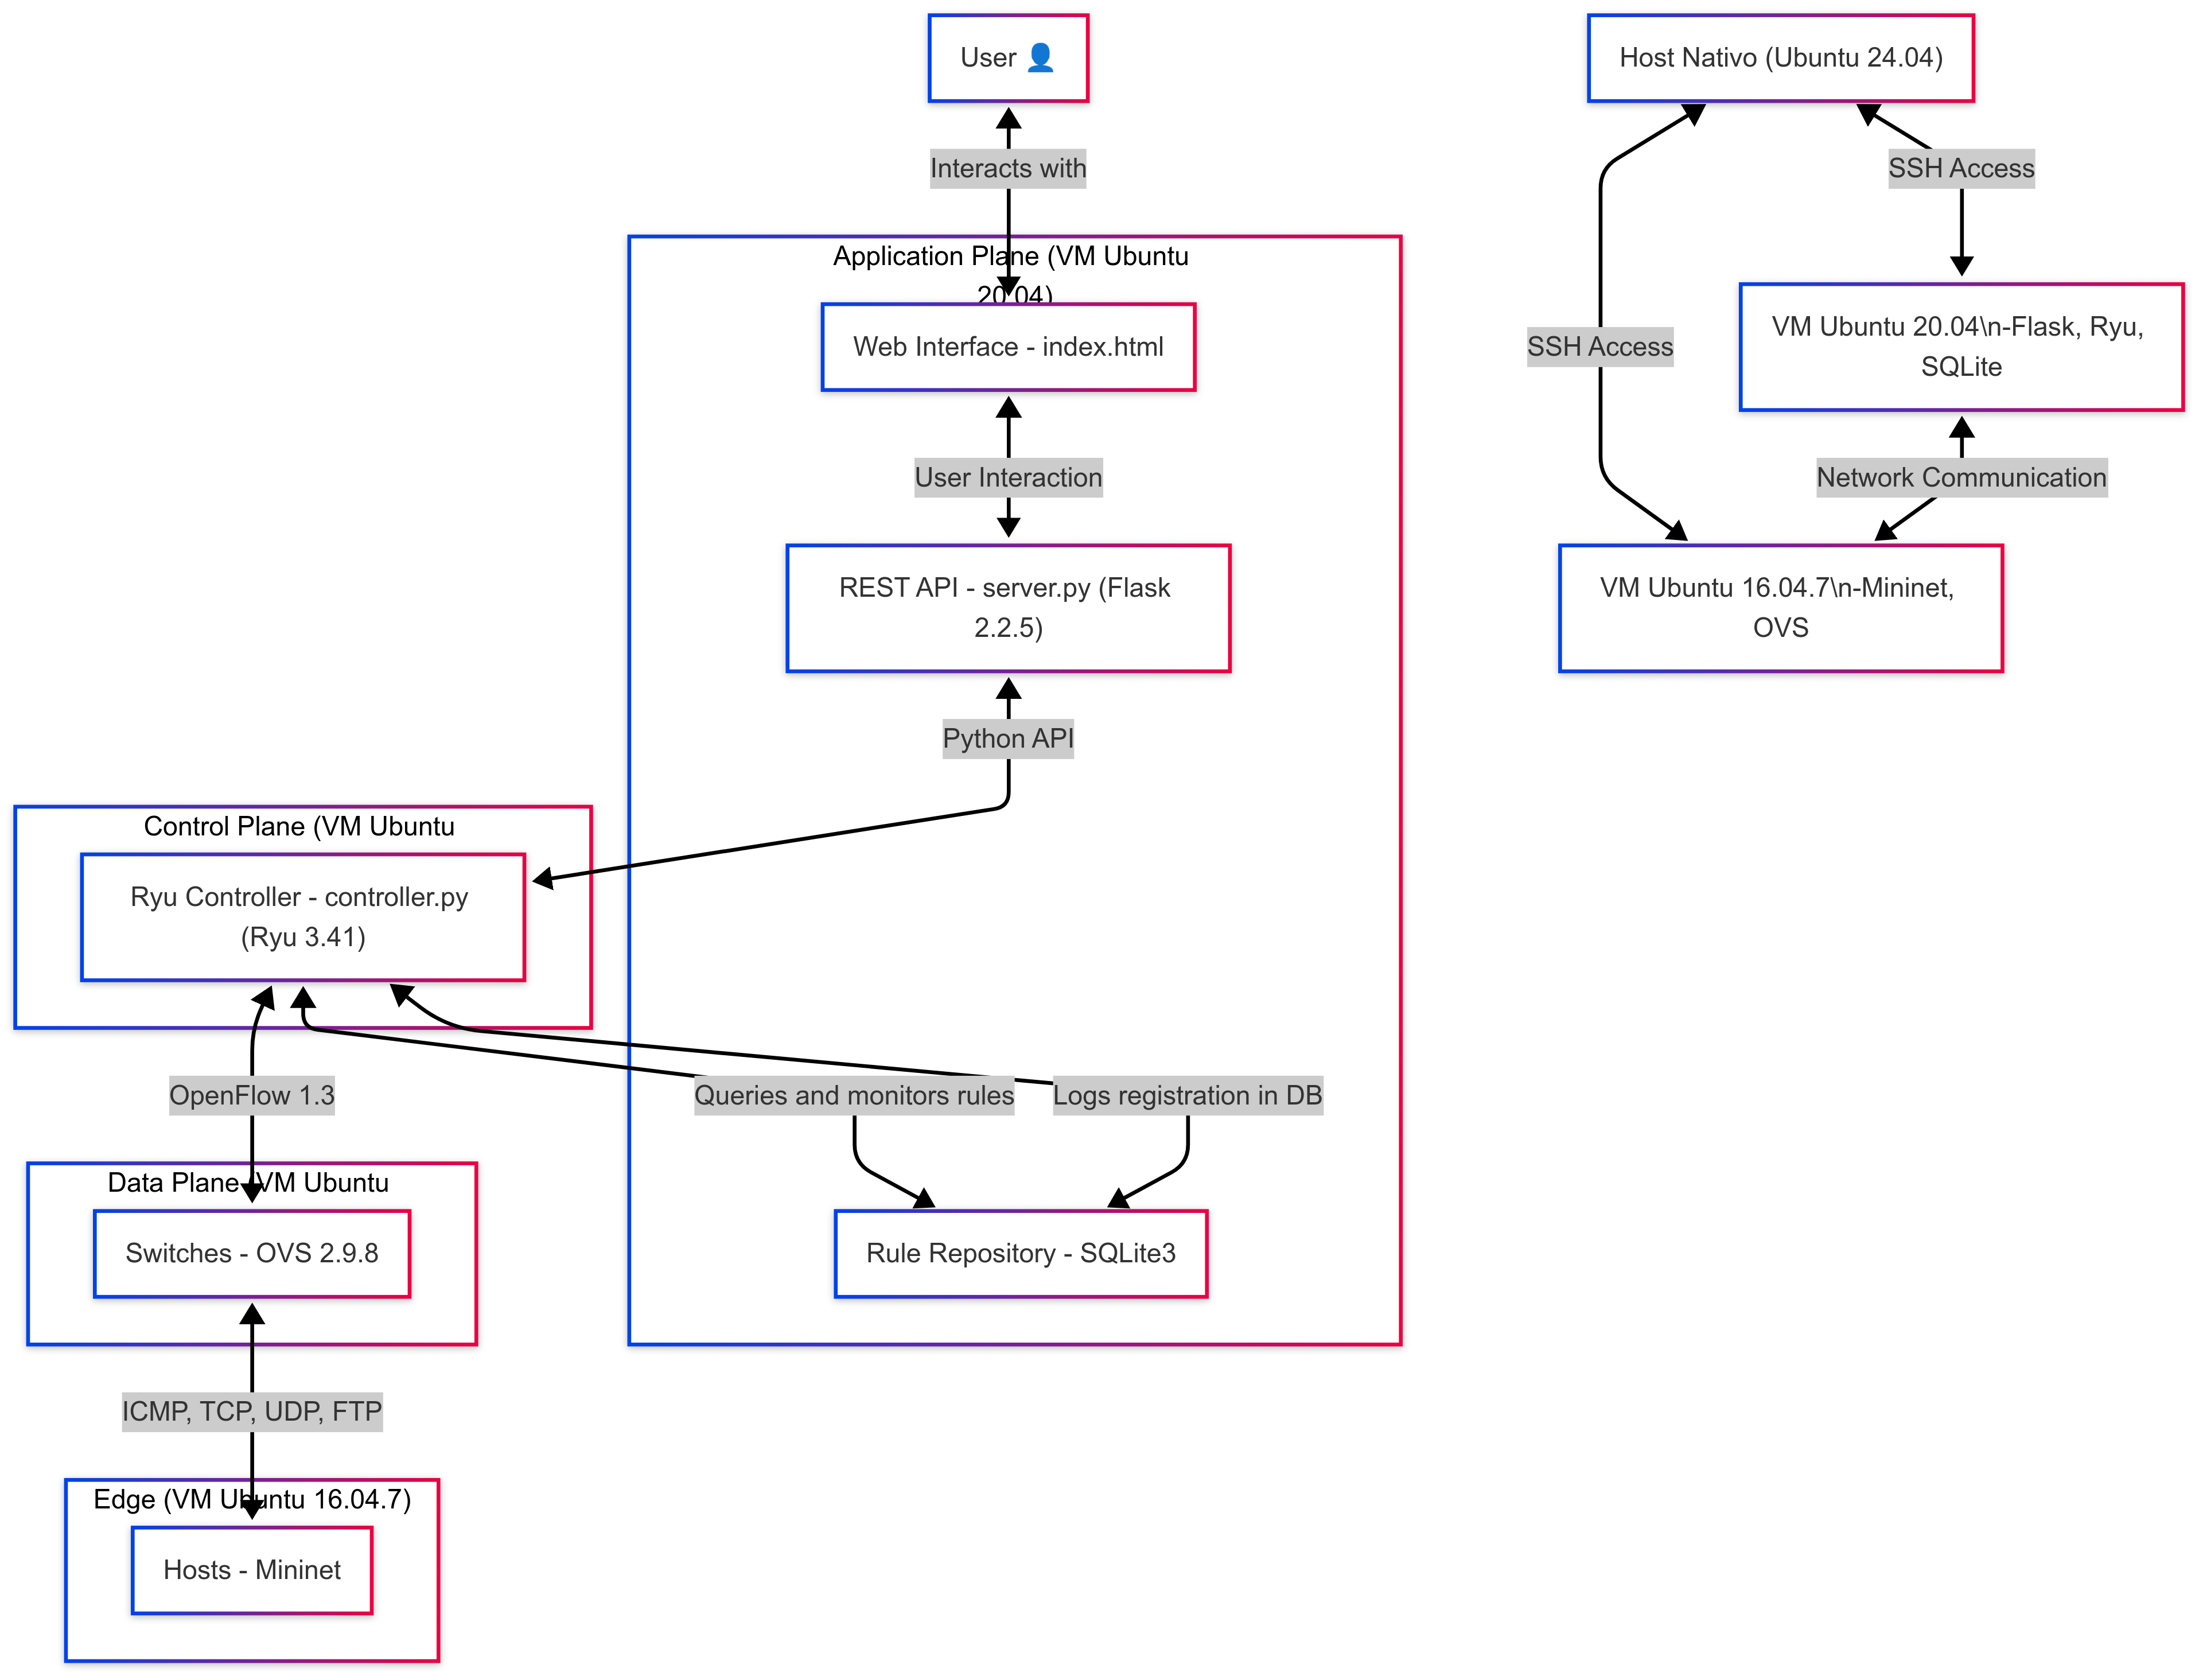 User 👤
Interacts with
Application Plane (VM Ubuntu
20.04)
Web Interface - index.html
User Interaction
REST API - server.py (Flask
2.2.5)
Python API
Control Plane (VM Ubuntu
Ryu Controller - controller.py
(Ryu 3.41)
OpenFlow 1.3
Queries and monitors rules
Logs registration in DB
Data Plane (VM Ubuntu
Switches - OVS 2.9.8
Rule Repository - SQLite3
ICMP, TCP, UDP, FTP
Edge (VM Ubuntu 16.04.7)
Hosts - Mininet
Host Nativo (Ubuntu 24.04)
SSH Access
SSH Access
VM Ubuntu 20.04\n-Flask, Ryu,
SQLite
Network Communication
VM Ubuntu 16.04.7\n-Mininet,
OVS